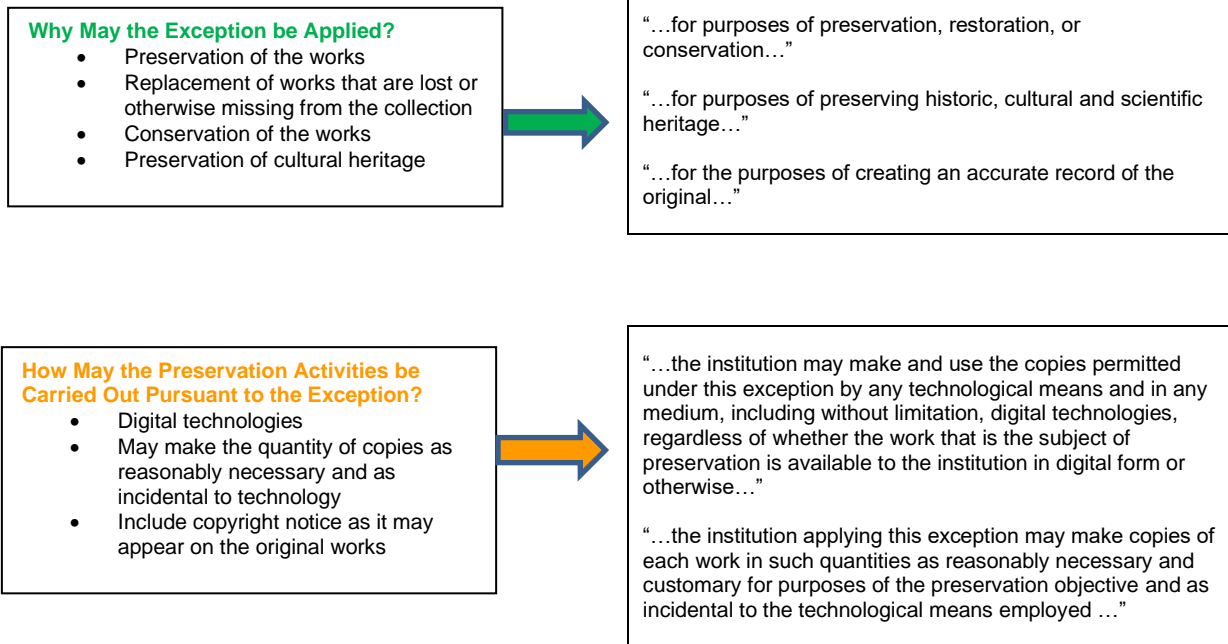 Why May the Exception be Applied?
• Preservation of the works
• Replacement of works that are lost or
otherwise missing from the collection
• Conservation of the works
• Preservation of cultural heritage
“…for purposes of preservation, restoration, or
conservation…”
“…for purposes of preserving historic, cultural and scientific
heritage…”
“…for the purposes of creating an accurate record of the
original…”
How May the Preservation Activities be
Carried Out Pursuant to the Exception?
• Digital technologies
• May make the quantity of copies as
reasonably necessary and as
incidental to technology
• Include copyright notice as it may
appear on the original works
“…the institution may make and use the copies permitted
under this exception by any technological means and in any
medium, including without limitation, digital technologies,
regardless of whether the work that is the subject of
preservation is available to the institution in digital form or
otherwise…”
“…the institution applying this exception may make copies of
each work in such quantities as reasonably necessary and
customary for purposes of the preservation objective and as
incidental to the technological means employed …”